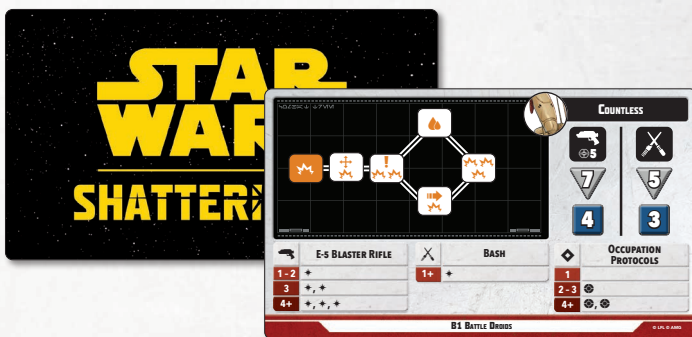 STAR
WAR
SHATTER
COUNTLESS
5
7
5
4
3
E-5 BLASTER RIFLE
BASH
OCCUPATION
PROTOCOLS
1 - 2
3
4+
1+
1
2 - 3
4+
B1 BATTLE DROIDS
© LFL © AMG